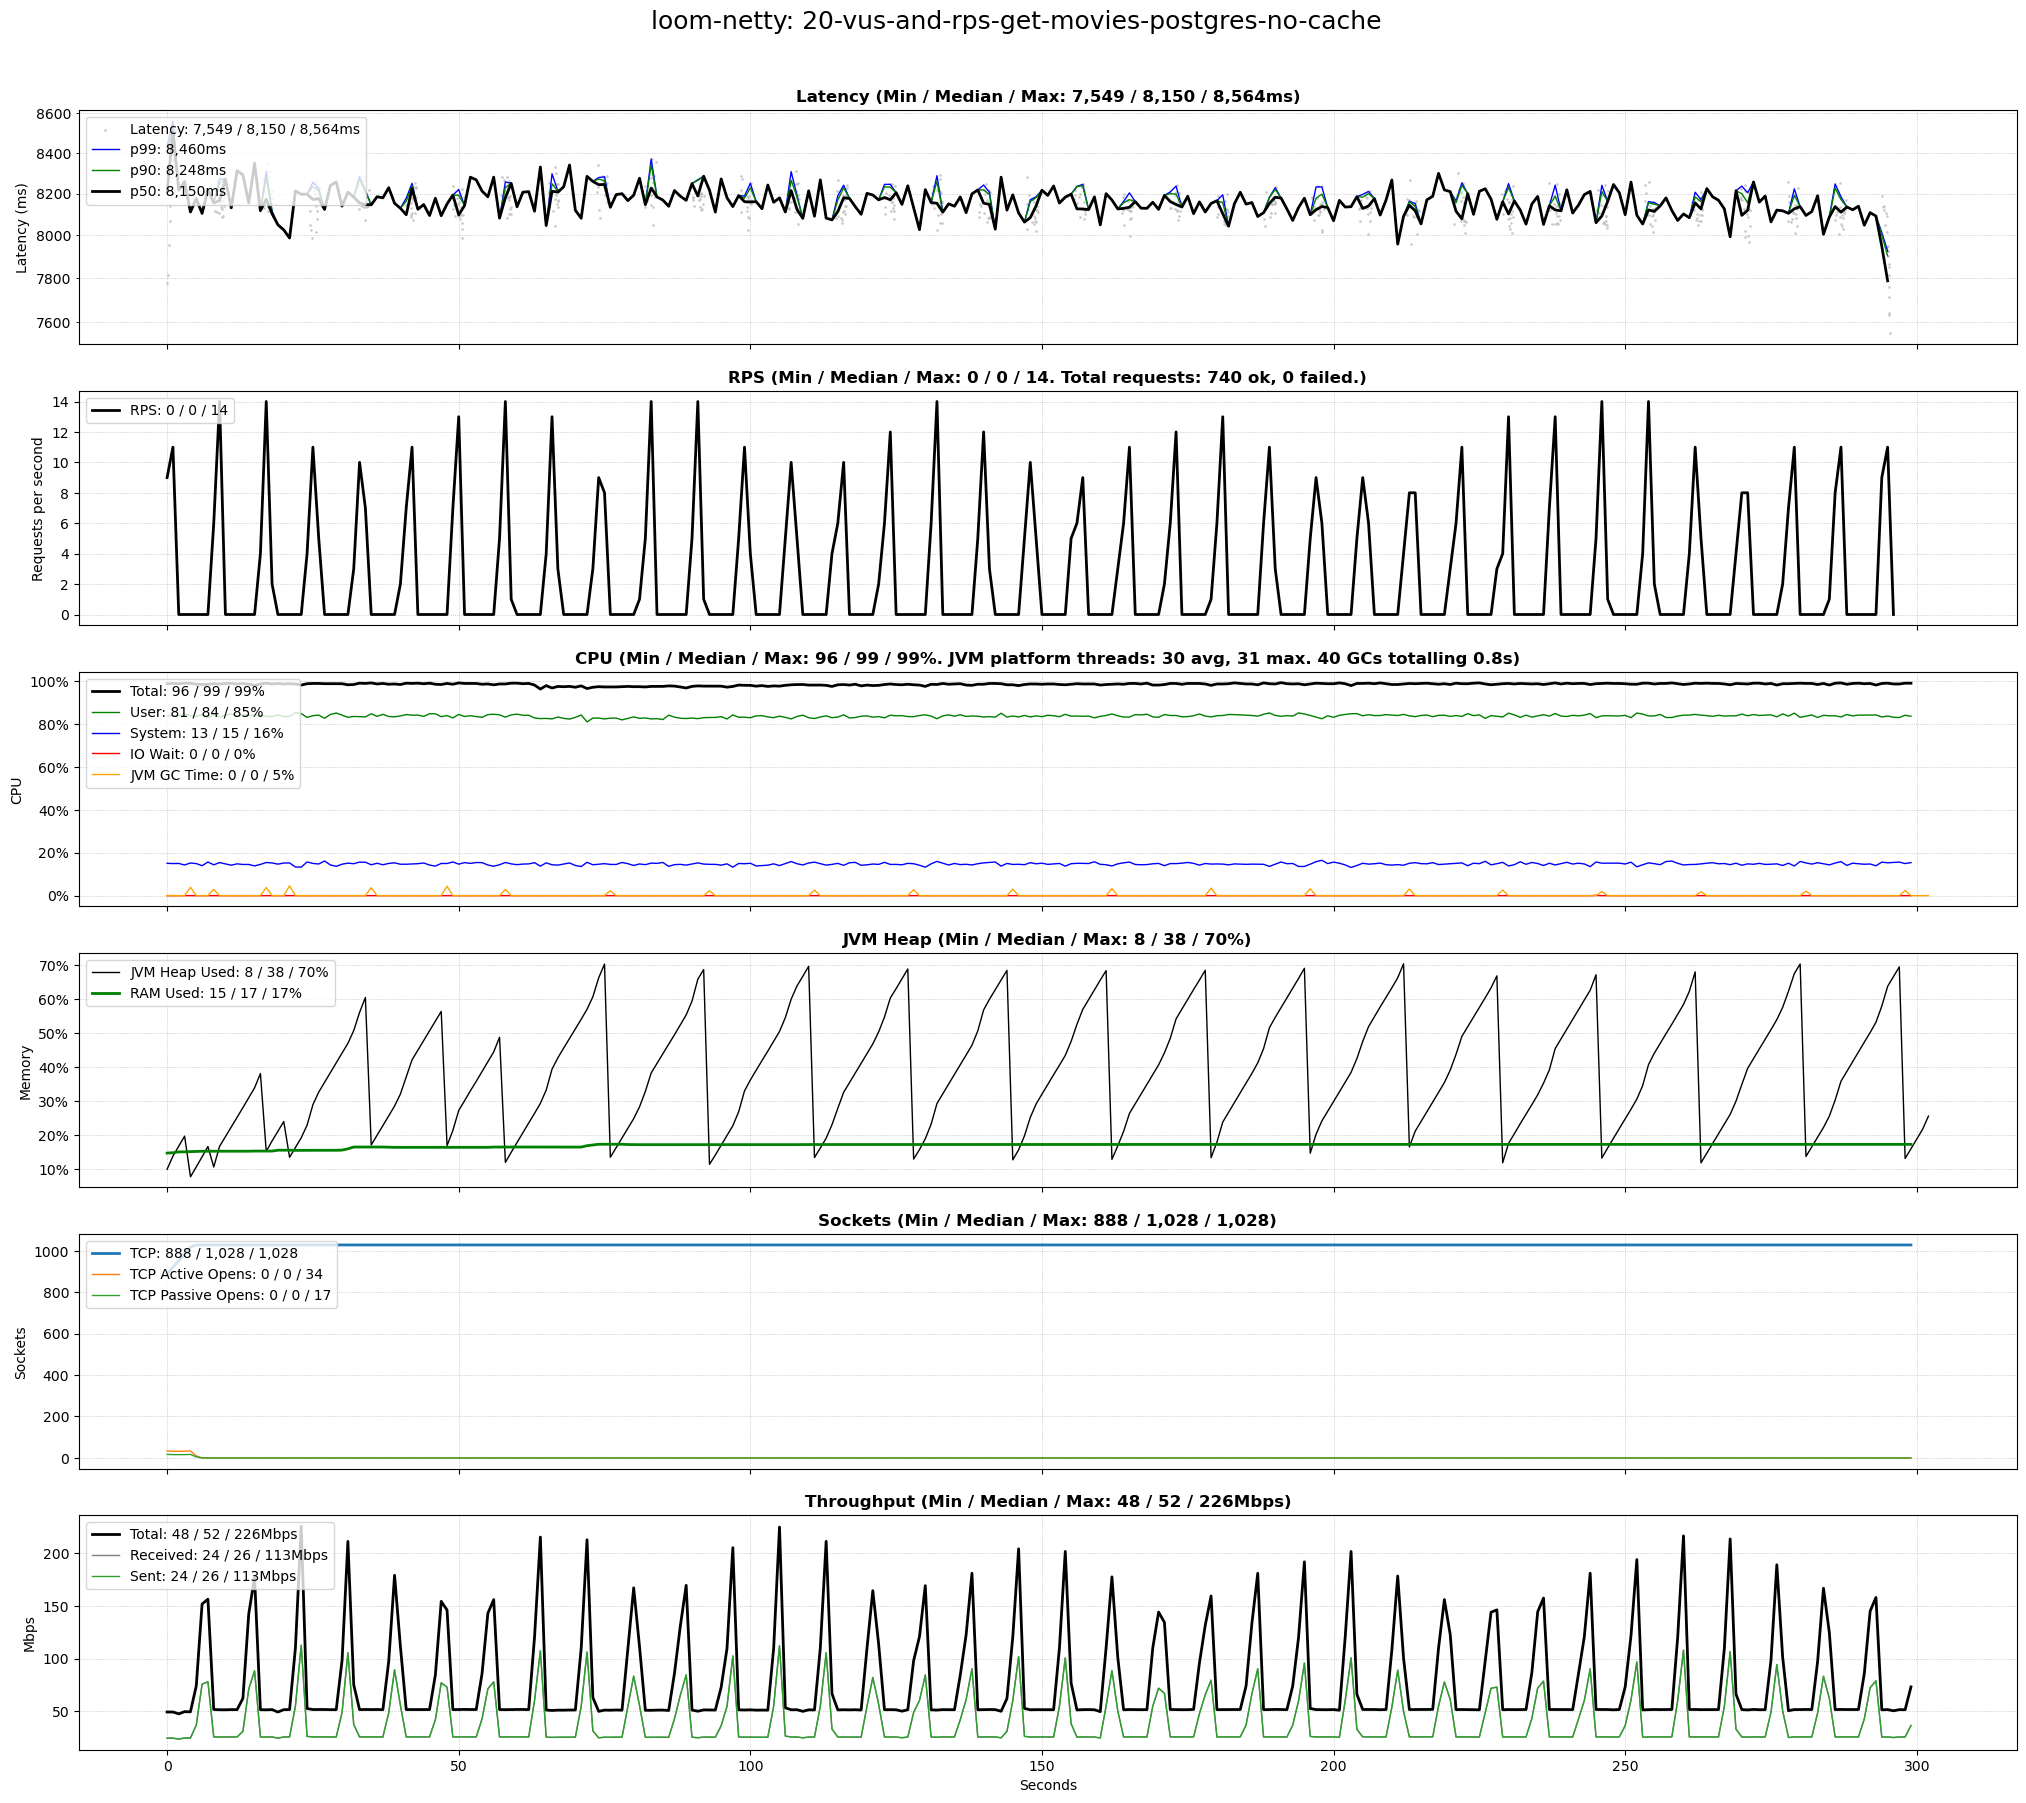 loom-netty: 20-vus-and-rps-get-movies-postgres-no-cache
Latency (Min / Median / Max: 7,549 / 8,150 / 8,564ms)
Latency (ms)
8600
8400
8200
8000
7800
7600
Latency: 7,549 / 8,150 / 8,564ms
p99: 8,460ms
p90: 8,248ms
p50: 8,150ms
RPS (Min / Median / Max: 0 / 0 / 14. Total requests: 740 ok, 0 failed.)
Requests per second
14
12
10
8
6
4
2
0
RPS: 0 / 0 / 14
CPU (Min / Median / Max: 96 / 99 / 99%. JVM platform threads: 30 avg, 31 max. 40 GCs totalling 0.8s)
CPU
100%
80%
60%
40%
20%
0%
Total: 96 / 99 / 99%
User: 81 / 84 / 85%
System: 13 / 15 / 16%
IO Wait: 0 / 0 / 0%
JVM GC Time: 0 / 0 / 5%
JVM Heap (Min / Median / Max: 8 / 38 / 70%)
Memory
70%
60%
50%
40%
30%
20%
10%
JVM Heap Used: 8 / 38 / 70%
RAM Used: 15 / 17 / 17%
Sockets (Min / Median / Max: 888 / 1,028 / 1,028)
Sockets
1000
800
600
400
200
0
TCP: 888 / 1,028 / 1,028
TCP Active Opens: 0 / 0 / 34
TCP Passive Opens: 0 / 0 / 17
Throughput (Min / Median / Max: 48 / 52 / 226Mbps)
Mbps
200
150
100
50
Total: 48 / 52 / 226Mbps
Received: 24 / 26 / 113Mbps
Sent: 24 / 26 / 113Mbps
0 50 100 150 200 250 300
Seconds